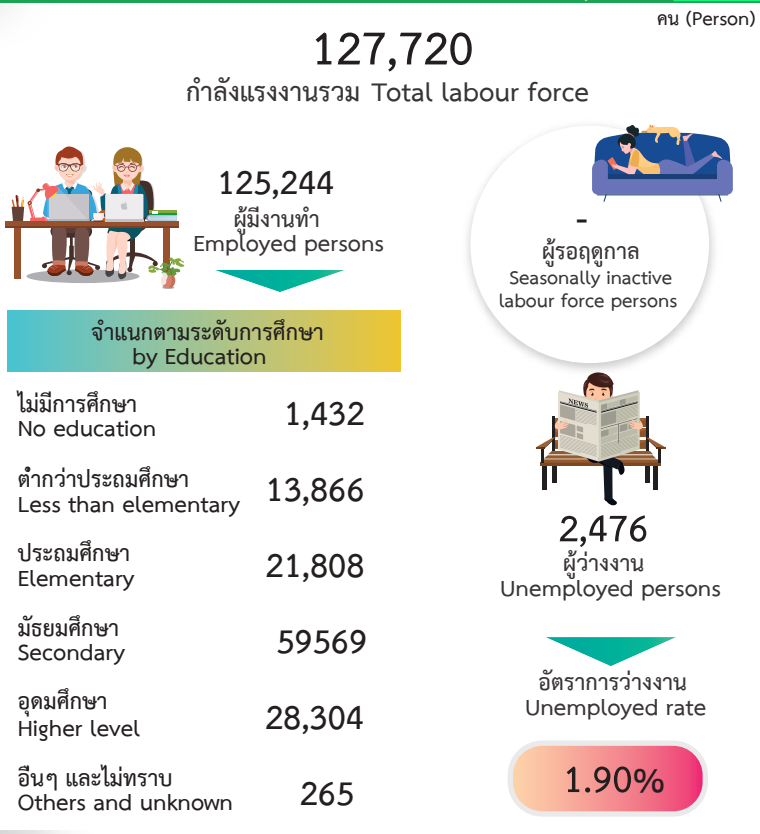 คน (Person)
127,720
กำลังแรงงานรวม Total labour force
125,244
ผู้มีงานทำ
Employed persons
-
ผู้รอฤดูกาล
Seasonally inactive
labour force persons
จำแนกตามระดับการศึกษา
by Education
ไม่มีการศึกษา
No education
1,432
ต่ำกว่าประถมศึกษา
Less than elementary
13,866
ประถมศึกษา
Elementary
21,808
มัธยมศึกษา
Secondary
59569
อุดมศึกษา
Higher level
28,304
อื่นๆ และไม่ทราบ
Others and unknown
265
NEWS
2,476
ผู้ว่างงาน
Unemployed persons
อัตราการว่างงาน
Unemployed rate
1.90%